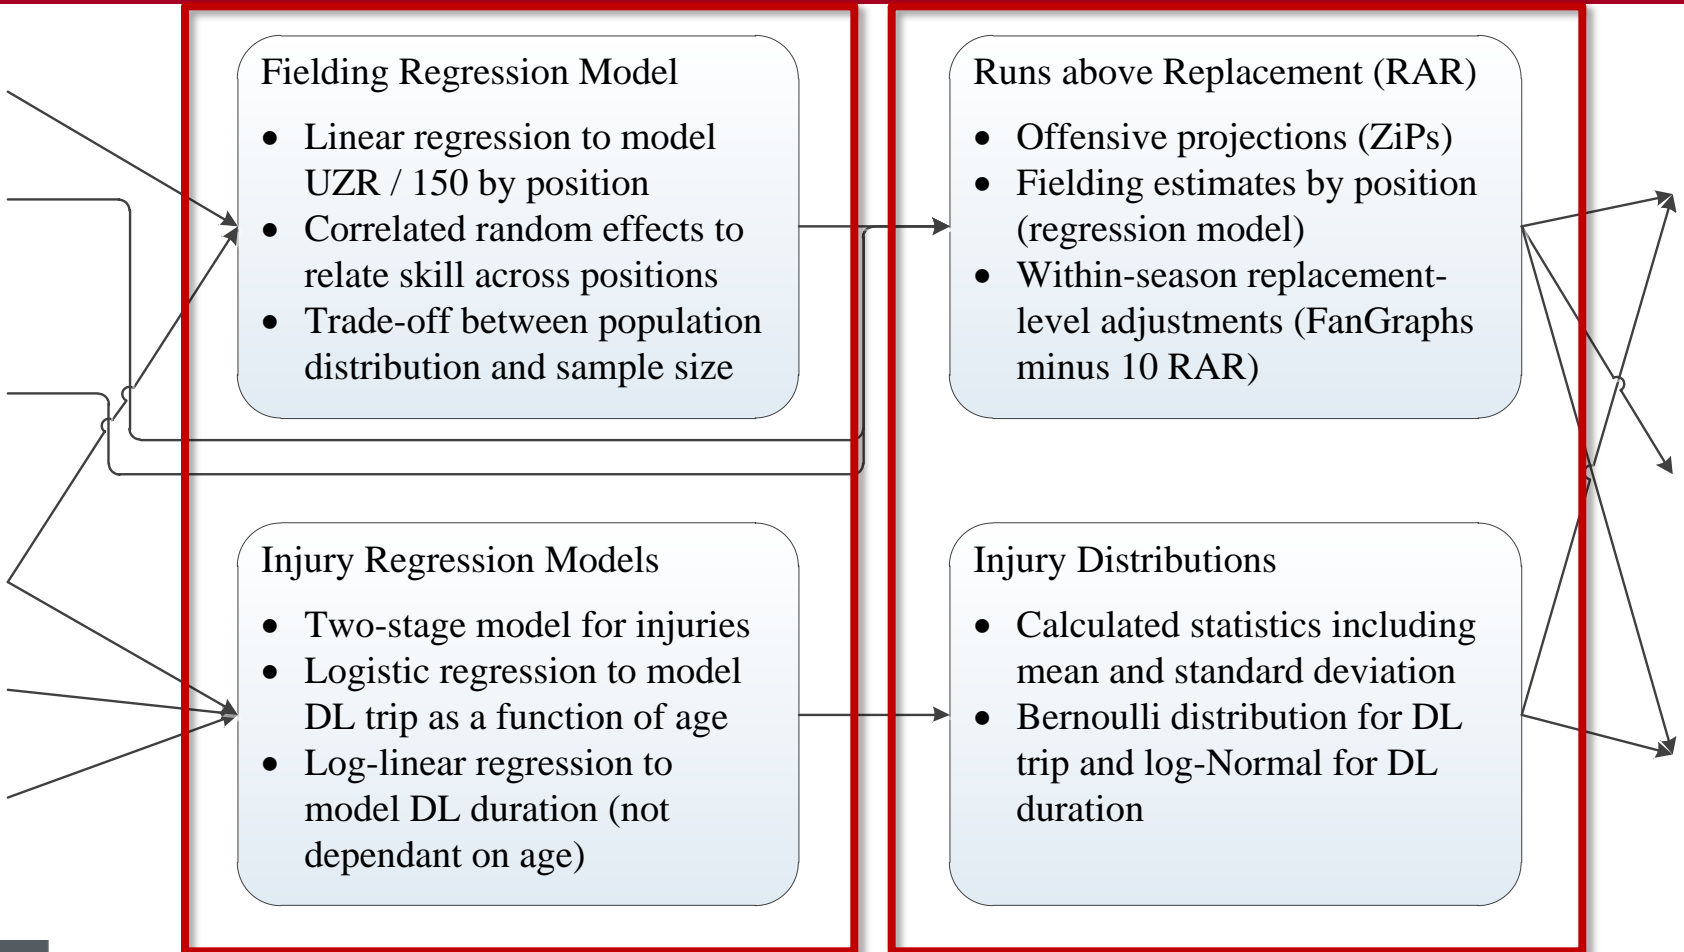 Fielding Regression Model
• Linear regression to model
UZR / 150 by position
• Correlated random effects to
relate skill across positions
• Trade-off between population
distribution and sample size
Runs above Replacement (RAR)
• Offensive projections (ZiPs)
• Fielding estimates by position
(regression model)
• Within-season replacement-
level adjustments (FanGraphs
minus 10 RAR)
Injury Regression Models
• Two-stage model for injuries
• Logistic regression to model
DL trip as a function of age
• Log-linear regression to
model DL duration (not
dependant on age)
Injury Distributions
• Calculated statistics including
mean and standard deviation
• Bernoulli distribution for DL
trip and log-Normal for DL
duration